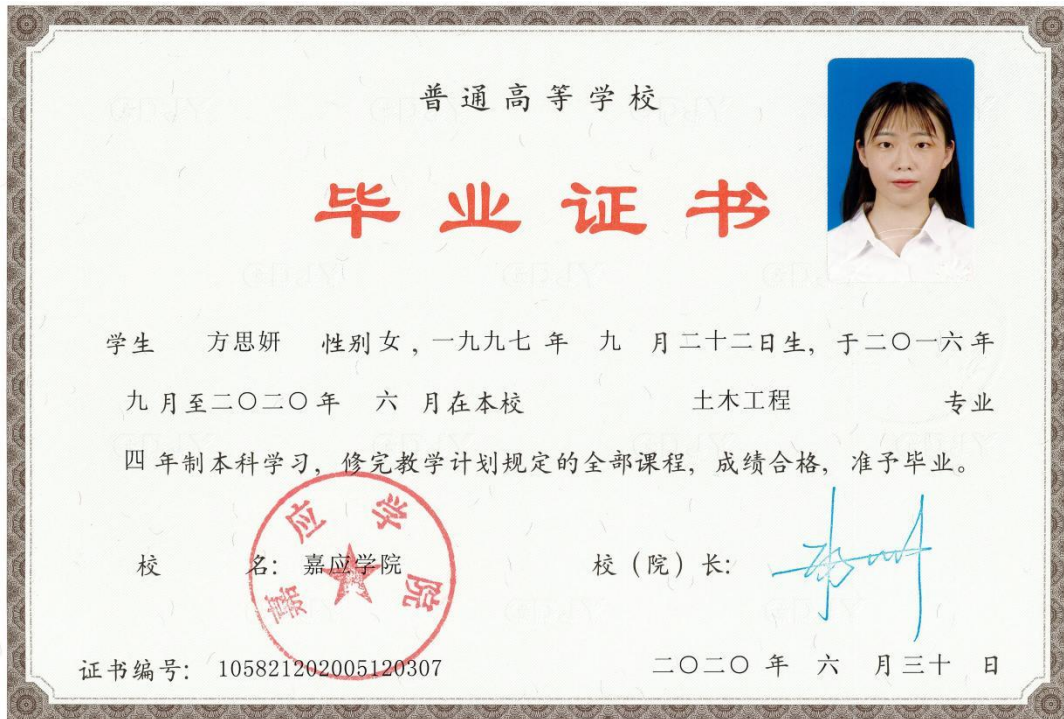 普通高等学校
毕业证书
学生 方思妍 性别女，一九九七年 九 月二十二日生，于二〇一六年
九月至二〇二〇年 六 月在本校 土木工程 专业
四年制本科学习，修完教学计划规定的全部课程，成绩合格，准予毕业。
嘉应学院
校 名：嘉应学院 校（院）长：
证书编号：105821202005120307 二〇二〇年 六 月三十 日